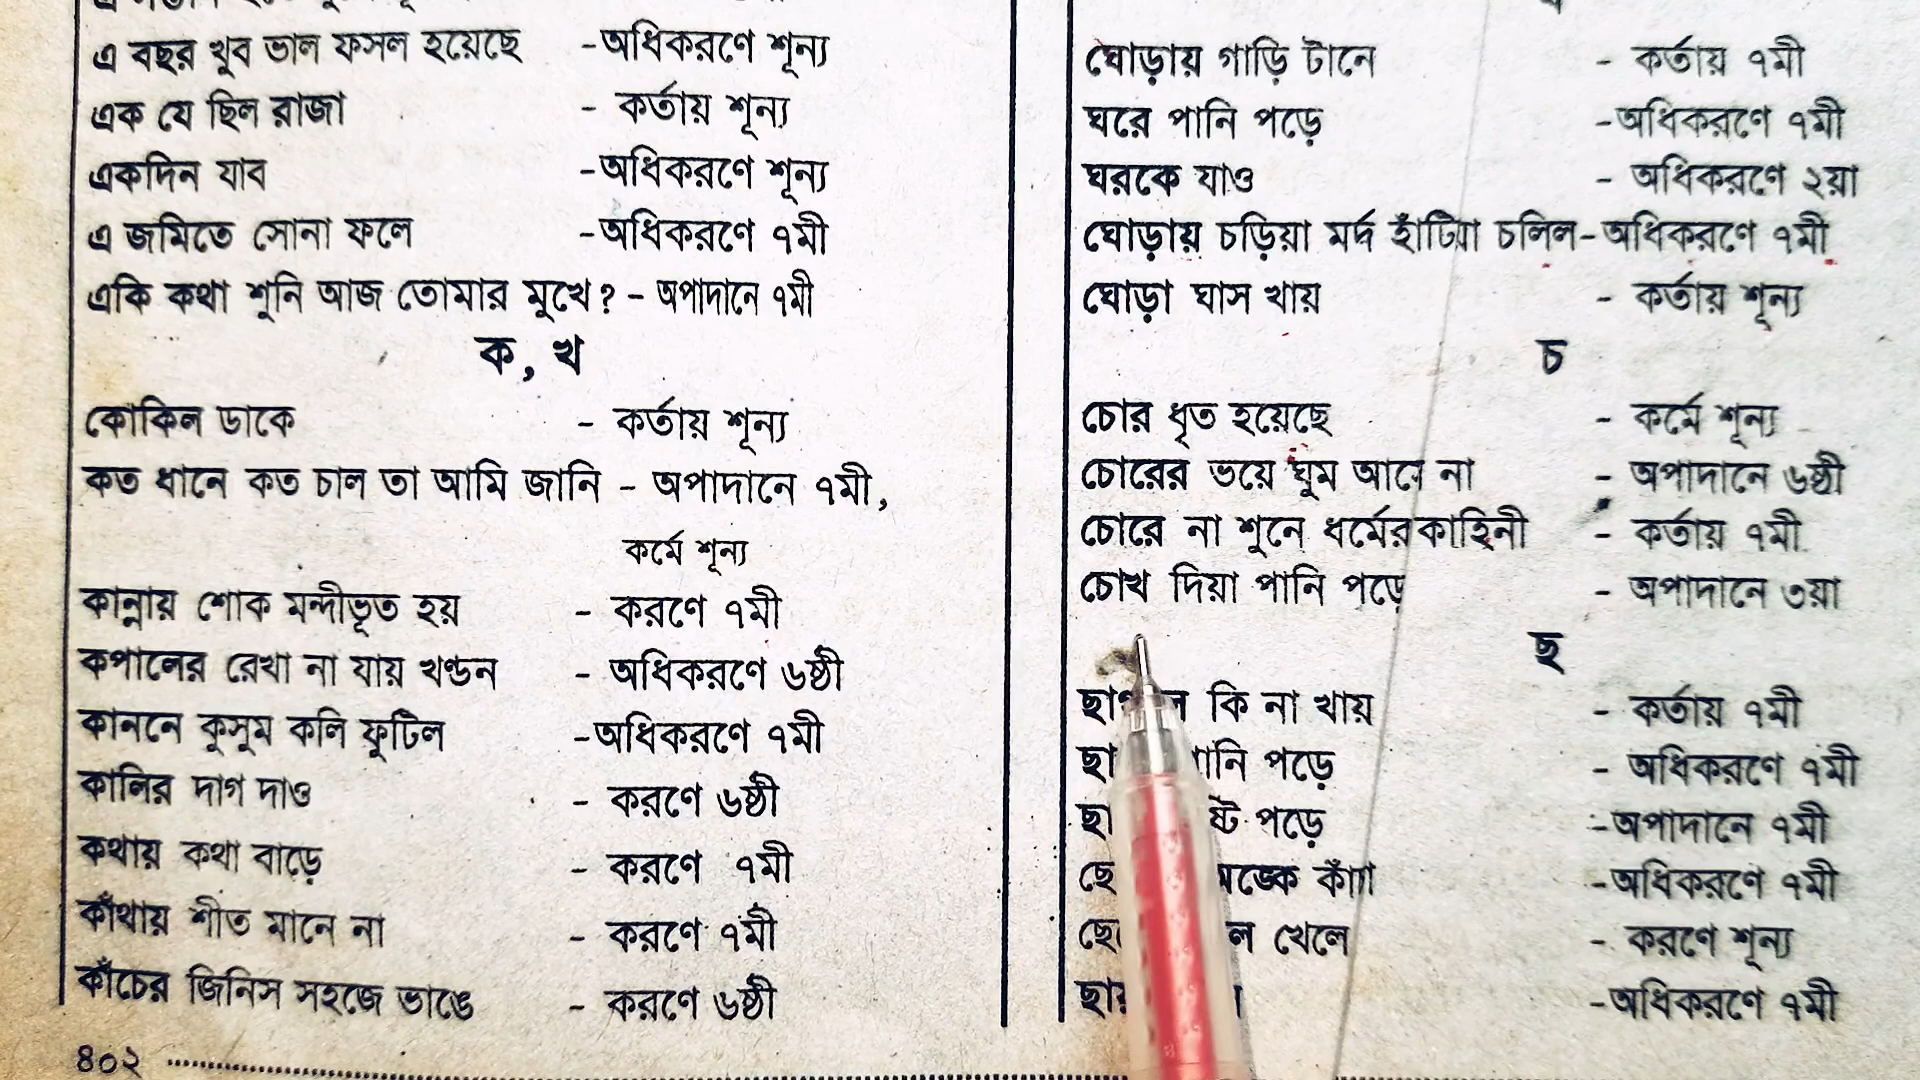 এ বছর খুব ভাল ফসল হয়েছে -অধিকরণে শূন্য
এক যে ছিল রাজা - কর্তায় শূন্য
একদিন যাব -অধিকরণে শূন্য
এ জমিতে সোনা ফলে -অধিকরণে ৭মী
একি কথা শুনি আজ তোমার মুখে? - অপাদানে ৭মী
ক, খ
কোকিল ডাকে - কর্তায় শূন্য
কত ধানে কত চাল তা আমি জানি - অপাদানে ৭মী,
কর্মে শূন্য
কান্নায় শোক মন্দীভূত হয় - করণে ৭মী
কপালের রেখা না যায় খণ্ডন - অধিকরণে ৬ষ্ঠী
কাননে কুসুম কলি ফুটিল -অধিকরণে ৭মী
কালির দাগ দাও - করণে ৬ষ্ঠী
কথায় কথা বাড়ে - করণে ৭মী
কাঁথায় শীত মানে না - করণে ৭মী
কাঁচের জিনিস সহজে ভাঙে - করণে ৬ষ্ঠী
৪০২
ঘোড়ায় গাড়ি টানে - কর্তায় ৭মী
ঘরে পানি পড়ে -অধিকরণে ৭মী
ঘরকে যাও - অধিকরণে ২য়া
ঘোড়ায় চড়িয়া মর্দ হাঁটিয়া চলিল-অধিকরণে ৭মী
ঘোড়া ঘাস খায় - কর্তায় শূন্য
চ
চোর ধৃত হয়েছে - কর্মে শূন্য
চোরের ভয়ে ঘুম আসে না - অপাদানে ৬ষ্ঠী
চোরে না শুনে ধর্মের কাহিনী - কর্তায় ৭মী
চোখ দিয়া পানি পড়ে - অপাদানে ৩য়া
ছ
কি না খায় - কর্তায় ৭মী
পড়ে - অধিকরণে ৭মী
পড়ে -অপাদানে ৭মী
-অধিকরণে ৭মী
খেলে - করণে শূন্য
-অধিকরণে ৭মী